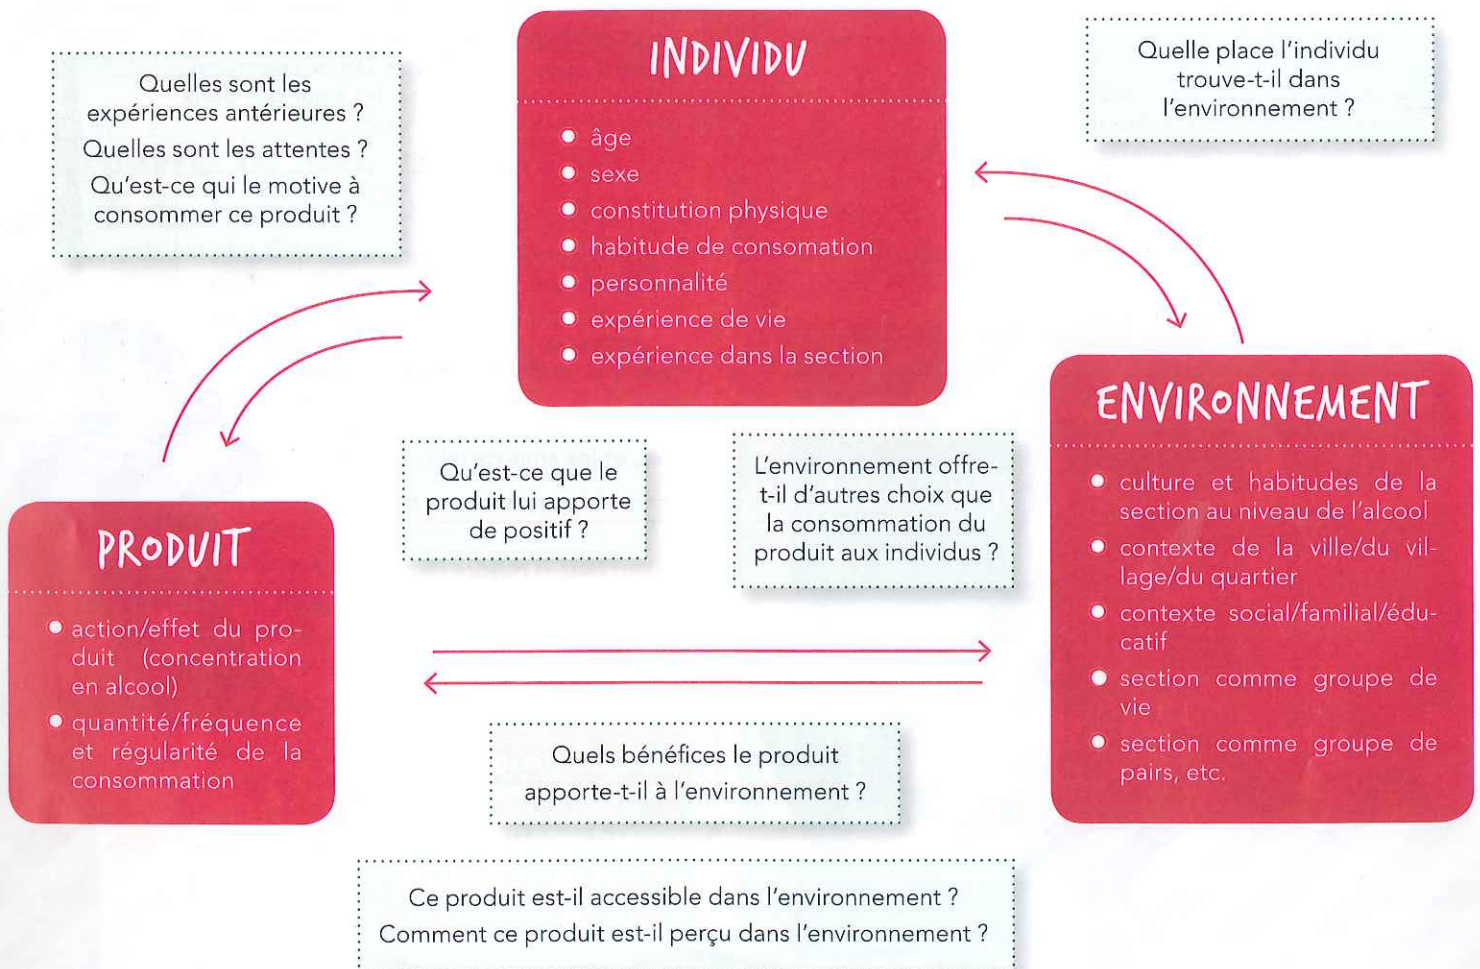 Quelles sont les
expériences antérieures ?
Quelles sont les attentes ?
Qu'est-ce qui le motive à
consommer ce produit ?
INDIVIDU
âge
sexe
constitution physique
habitude de consomation
personnalité
expérience de vie
expérience dans la section
Quelle place l'individu
trouve-t-il dans
l'environnement ?
Qu'est-ce que le
produit lui apporte
de positif ?
L'environnement offre-
t-il d'autres choix que
la consommation du
produit aux individus ?
PRODUIT
action/effet du pro-
duit (concentration
en alcool)
quantité/fréquence
et régularité de la
consommation
ENVIRONNEMENT
culture et habitudes de la
section au niveau de l'alcool
contexte de la ville/du vil-
lage/du quartier
contexte social/familial/édu-
catif
section comme groupe de
vie
section comme groupe de
pairs, etc.
Quels bénéfices le produit
apporte-t-il à l'environnement ?
Ce produit est-il accessible dans l'environnement ?
Comment ce produit est-il perçu dans l'environnement ?